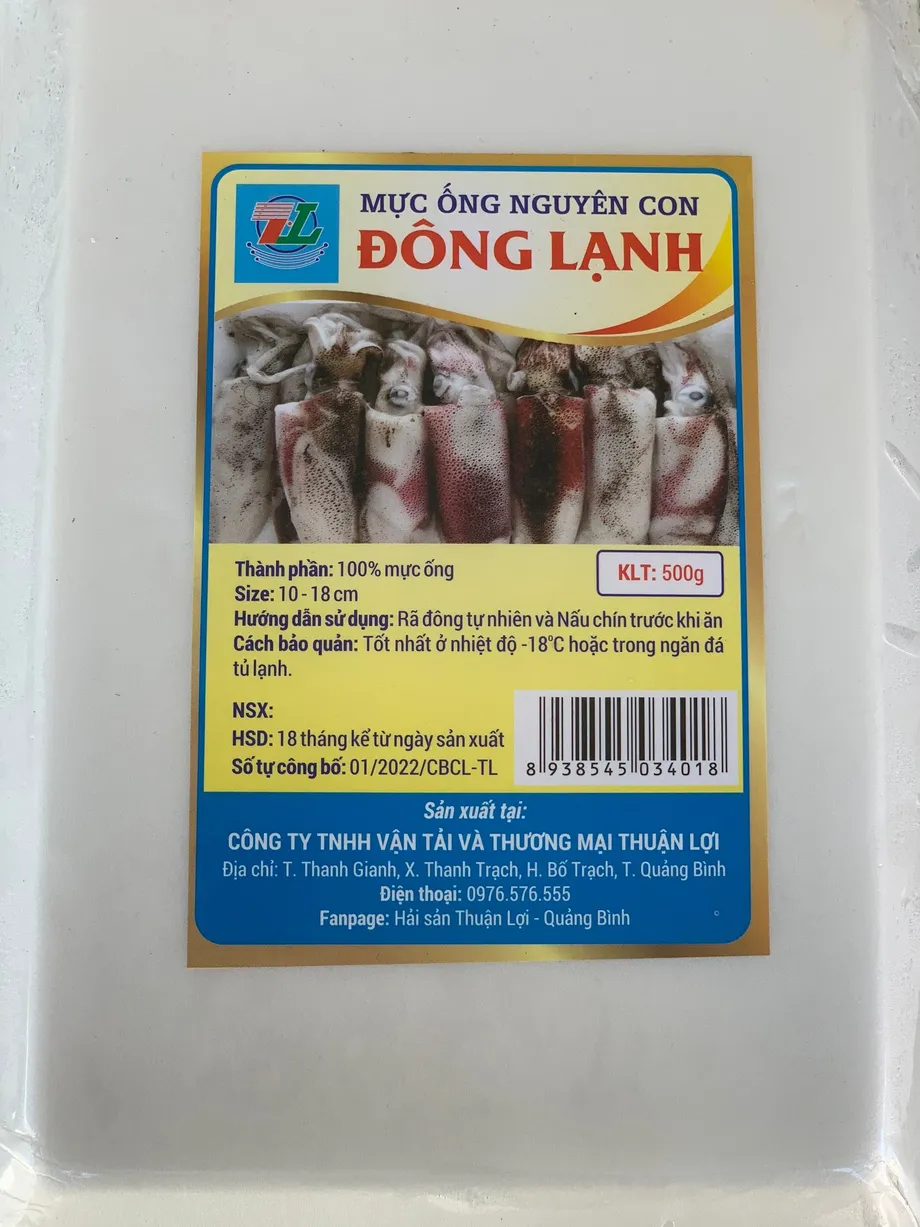 MỰC ỐNG NGUYÊN CON
ĐÔNG LẠNH
Thành phần: 100% mực ống
KLT: 500g
Size: 10 - 18 cm
Hướng dẫn sử dụng: Rã đông tự nhiên và Nấu chín trước khi ăn
Cách bảo quản: Tốt nhất ở nhiệt độ -18°C hoặc trong ngăn đá
tủ lạnh.
NSX:
HSD: 18 tháng kể từ ngày sản xuất
Số tự công bố: 01/2022/CBCL-TL
8 938545 034018
Sản xuất tại:
CÔNG TY TNHH VẬN TẢI VÀ THƯƠNG MẠI THUẬN LỢI
Địa chỉ: T. Thanh Gianh, X. Thanh Trạch, H. Bố Trạch, T. Quảng Bình
Điện thoại: 0976.576.555
Fanpage: Hải sản Thuận Lợi - Quảng Bình